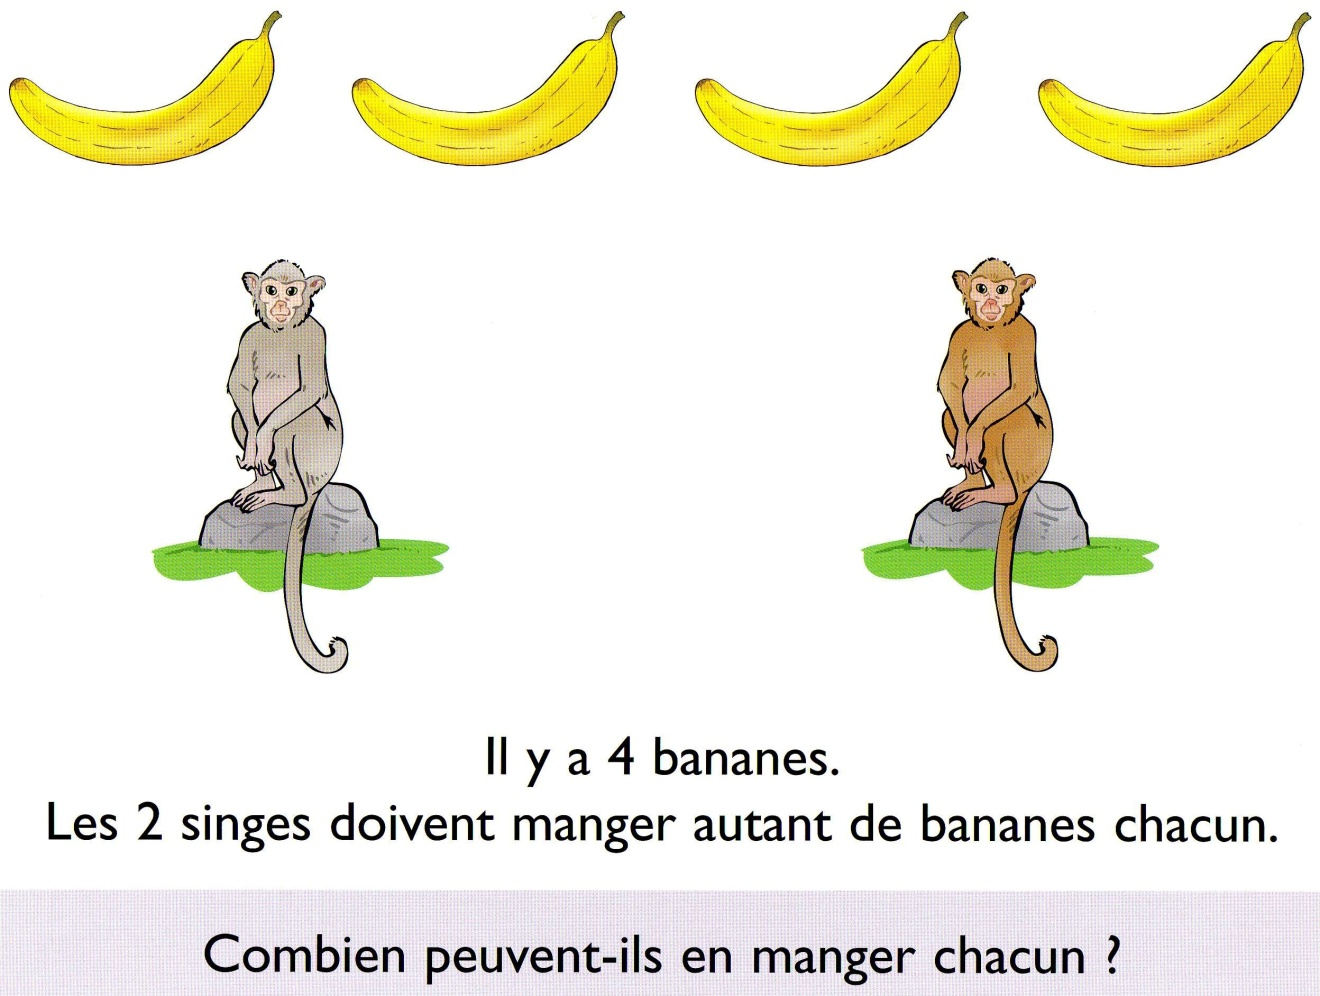 Il y a 4 bananes.
Les 2 singes doivent manger autant de bananes chacun.
Combien peuvent-ils en manger chacun ?